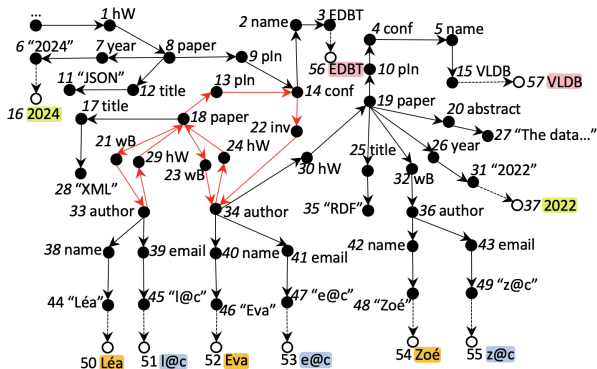 ...
1 hW
2 name
3 EDBT
4 conf
5 name
6 “2024”
7 year
8 paper
9 pIn
56 EDBT
10 pIn
15 VLDB
57 VLDB
11 “JSON”
12 title
13 pIn
14 conf
16 2024
17 title
18 paper
19 paper
20 abstract
21 wB
22 inv
24 hW
29 hW
23 wB
30 hW
25 title
26 year
27 “The data...”
28 “XML”
32 wB
31 “2022”
33 author
34 author
35 “RDF”
36 author
37 2022
38 name
39 email
40 name
41 email
42 name
43 email
44 “Léa”
45 “l@c”
46 “Eva”
47 “e@c”
48 “Zoé”
49 “z@c”
50 Léa
51 l@c
52 Eva
53 e@c
54 Zoé
55 z@c